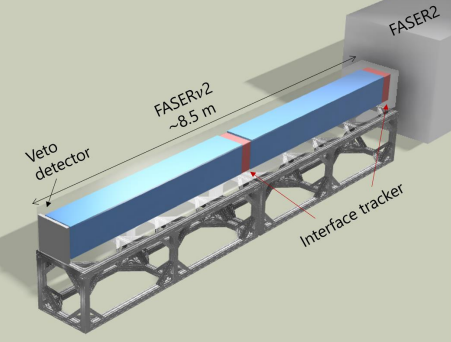 FASER2
FASERν2
~8.5 m
Veto
detector
Interface tracker